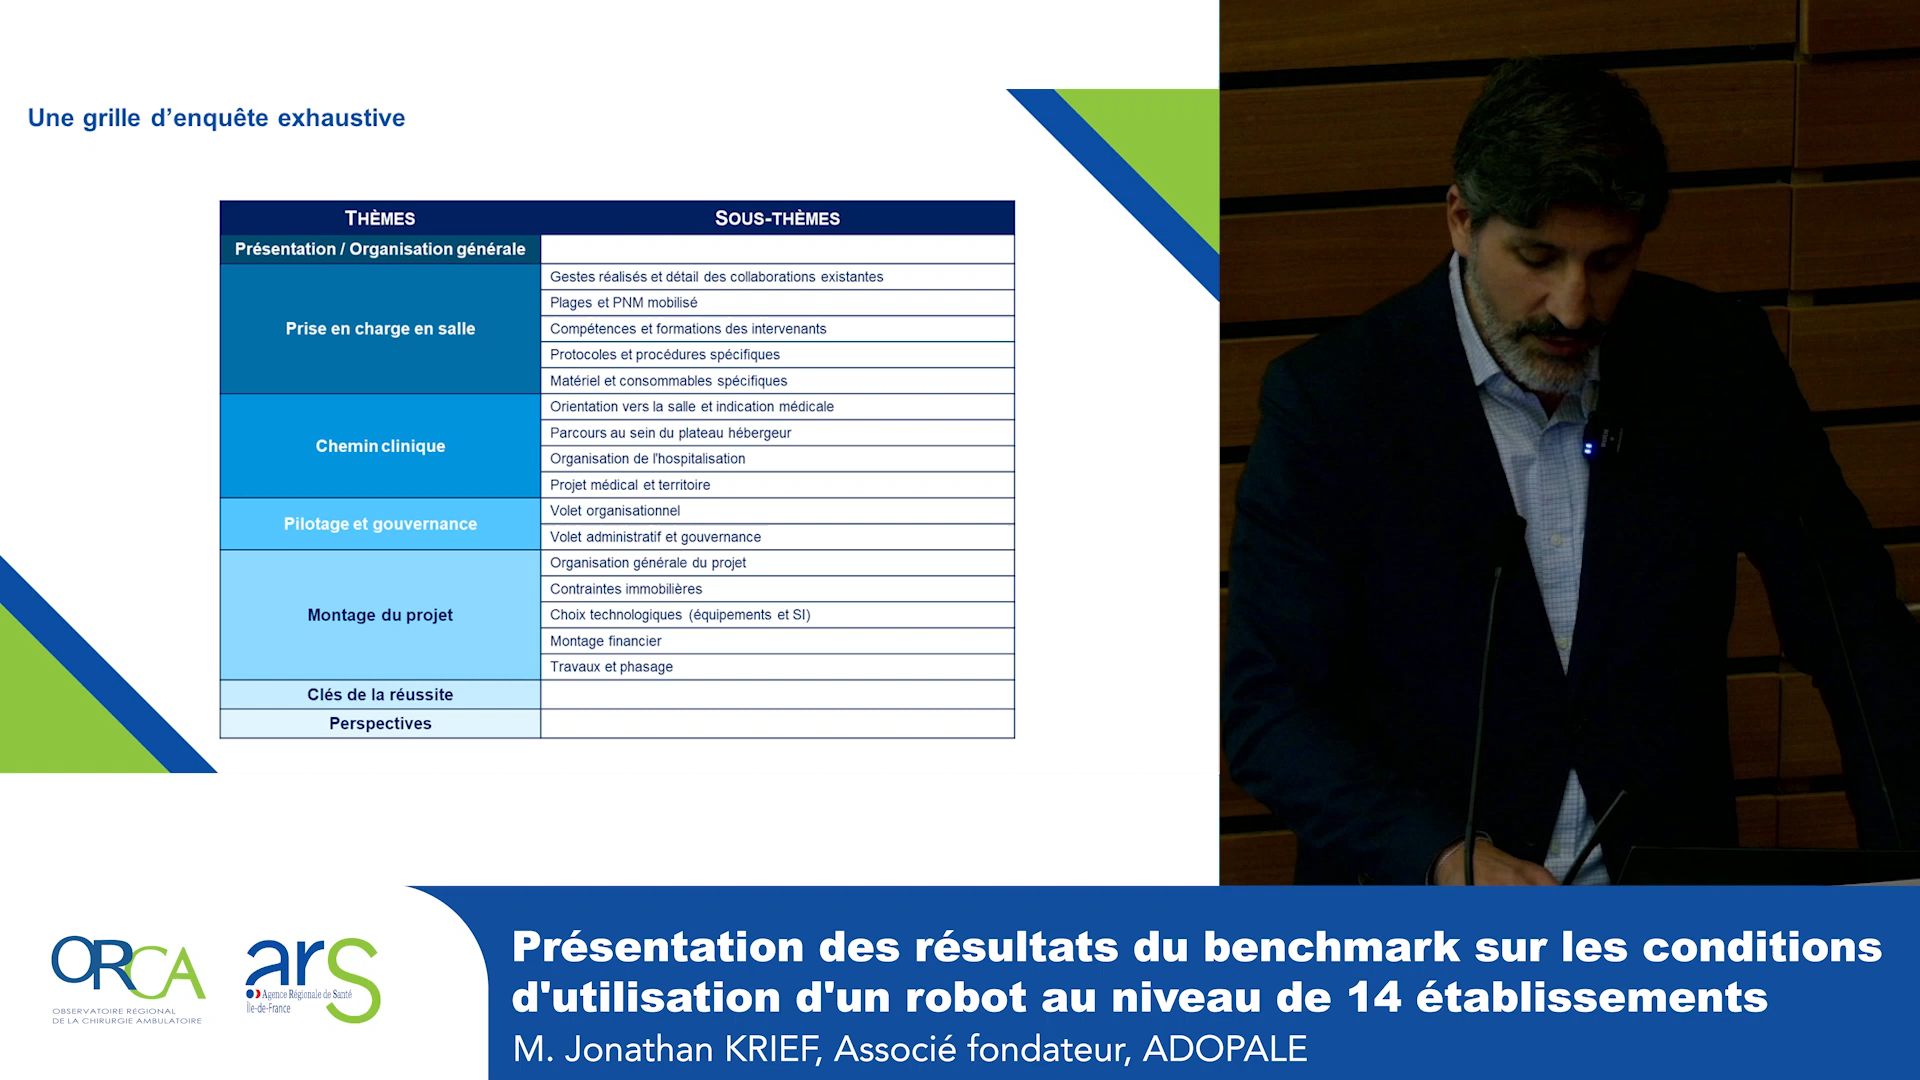 Une grille d’enquête exhaustive
THÈMES SOUS-THÈMES
Présentation / Organisation générale
Prise en charge en salle
Gestes réalisés et détail des collaborations existantes
Plages et PNM mobilisé
Compétences et formations des intervenants
Protocoles et procédures spécifiques
Matériel et consommables spécifiques
Chemin clinique
Orientation vers la salle et indication médicale
Parcours au sein du plateau hébergeur
Organisation de l'hospitalisation
Projet médical et territoire
Pilotage et gouvernance
Volet organisationnel
Volet administratif et gouvernance
Montage du projet
Organisation générale du projet
Contraintes immobilières
Choix technologiques (équipements et SI)
Montage financier
Travaux et phasage
Clés de la réussite
Perspectives
ORCA
OBSERVATOIRE RÉGIONAL
DE LA CHIRURGIE AMBULATOIRE
ars
Agence Régionale de Santé
Île-de-France
Présentation des résultats du benchmark sur les conditions
d'utilisation d'un robot au niveau de 14 établissements
M. Jonathan KRIEF, Associé fondateur, ADOPALE